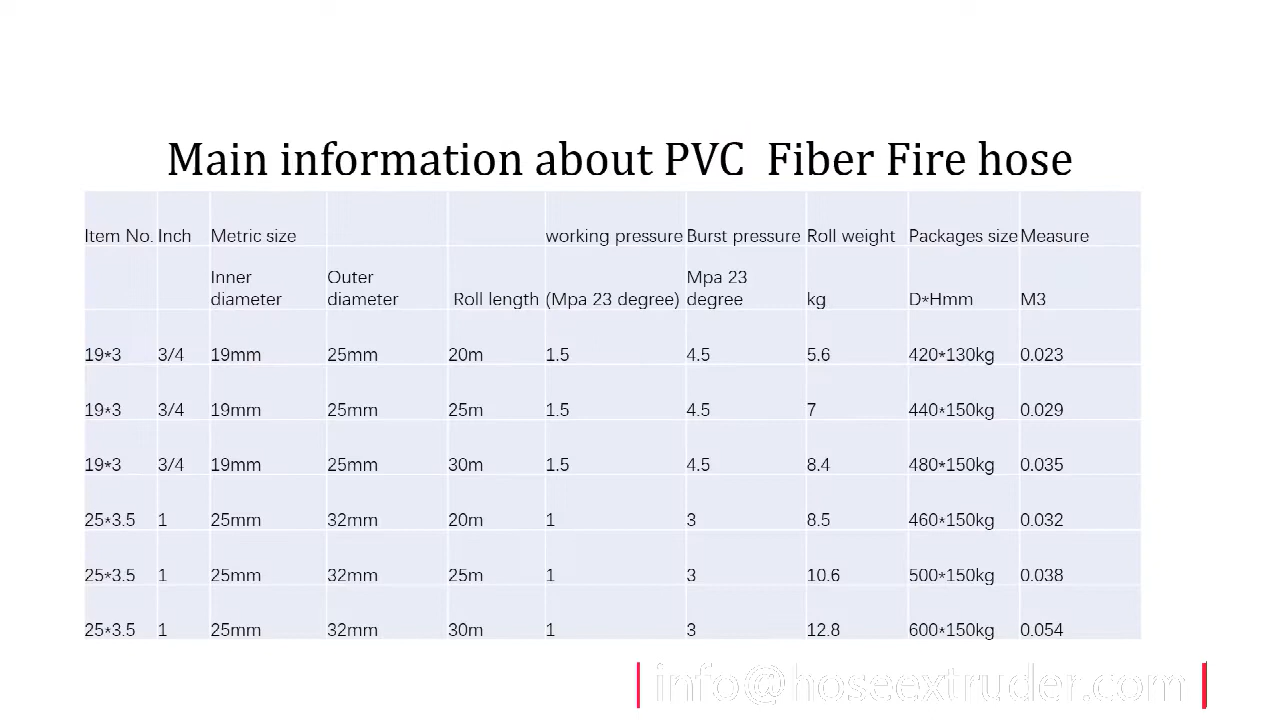 Main information about PVC  Fiber Fire hose
Item No. Inch Metric size working pressure Burst pressure Roll weight Packages size Measure
Inner diameter Outer diameter Roll length (Mpa 23 degree) Mpa 23 degree kg D*Hmm M3
19*3 3/4 19mm 25mm 20m 1.5 4.5 5.6 420*130kg 0.023
19*3 3/4 19mm 25mm 25m 1.5 4.5 7 440*150kg 0.029
19*3 3/4 19mm 25mm 30m 1.5 4.5 8.4 480*150kg 0.035
25*3.5 1 25mm 32mm 20m 1 3 8.5 460*150kg 0.032
25*3.5 1 25mm 32mm 25m 1 3 10.6 500*150kg 0.038
25*3.5 1 25mm 32mm 30m 1 3 12.8 600*150kg 0.054
info@hoseextruder.com